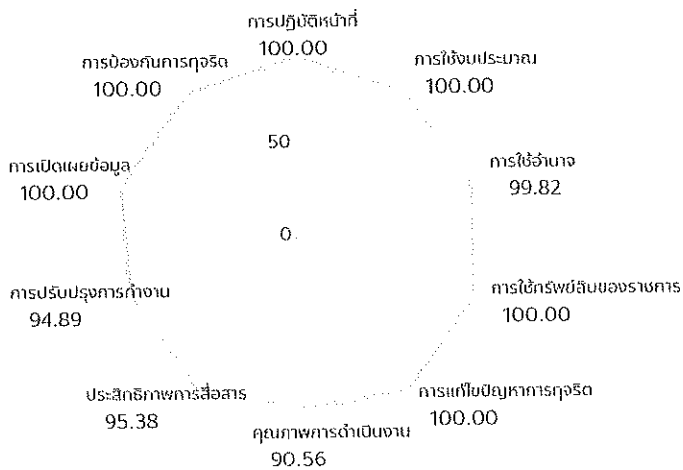 การปฏิบัติหน้าที่
100.00
การใช้งบประมาณ
100.00
การใช้อำนาจ
99.82
การใช้ทรัพย์สินของราชการ
100.00
การแก้ไขปัญหาการทุจริต
100.00
คุณภาพการดำเนินงาน
90.56
ประสิทธิภาพการสื่อสาร
95.38
การปรับปรุงการทำงาน
94.89
การเปิดเผยข้อมูล
100.00
การป้องกันการทุจริต
100.00
50
0